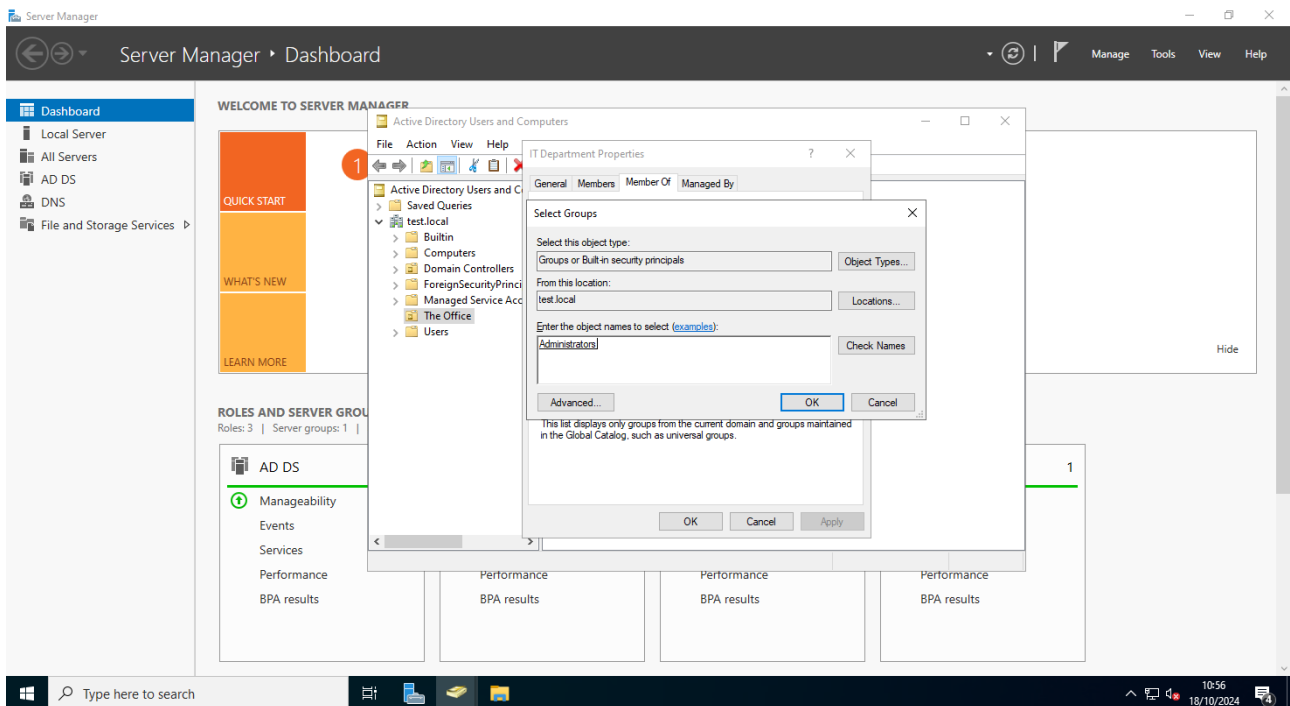 Server Manager
Server Manager • Dashboard
Manage Tools View Help
Dashboard
Local Server
All Servers
AD DS
DNS
File and Storage Services
WELCOME TO SERVER MANAGER
QUICK START
WHAT'S NEW
LEARN MORE
1
Hide
Active Directory Users and Computers
File Action View Help
Active Directory Users and C
Saved Queries
test.local
Builtin
Computers
Domain Controllers
ForeignSecurityPrinci
Managed Service Acc
The Office
Users
IT Department Properties
General Members Member Of Managed By
Select Groups
Select this object type:
Groups or Built-in security principals
Object Types...
From this location:
test.local
Locations...
Enter the object names to select (examples):
Administrators
Check Names
Advanced...
OK Cancel
This list displays only groups from the current domain and groups maintained
in the Global Catalog, such as universal groups.
OK Cancel Apply
ROLES AND SERVER GROU
Roles: 3 | Server groups: 1 |
AD DS
1
Manageability
Events
Services
Performance
BPA results
Performance
BPA results
Performance
BPA results
Performance
BPA results
Type here to search
10:56
18/10/2024
4